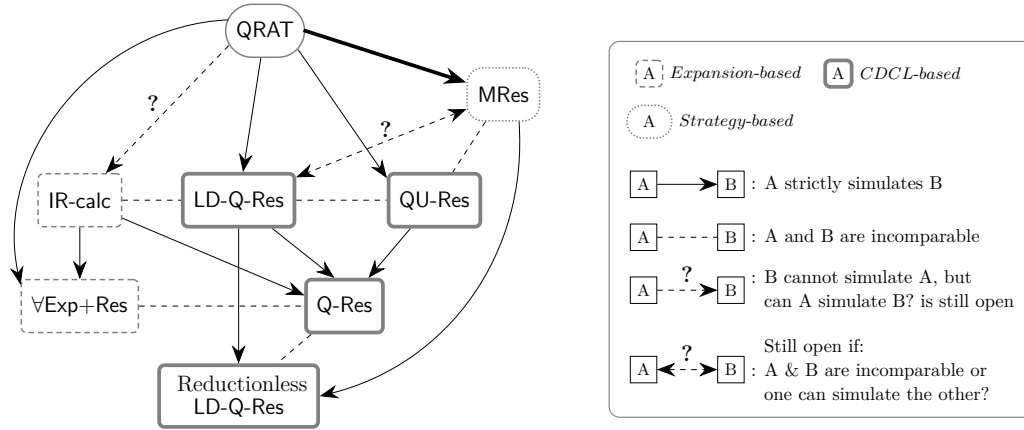 QRAT
MRes
?
?
IR-calc
LD-Q-Res
QU-Res
∀Exp+Res
Q-Res
Reductionless
LD-Q-Res
A Expansion-based
A CDCL-based
A Strategy-based
A B : A strictly simulates B
A B : A and B are incomparable
? A B : B cannot simulate A, but
can A simulate B? is still open
Still open if:
? A B : A & B are incomparable or
one can simulate the other?